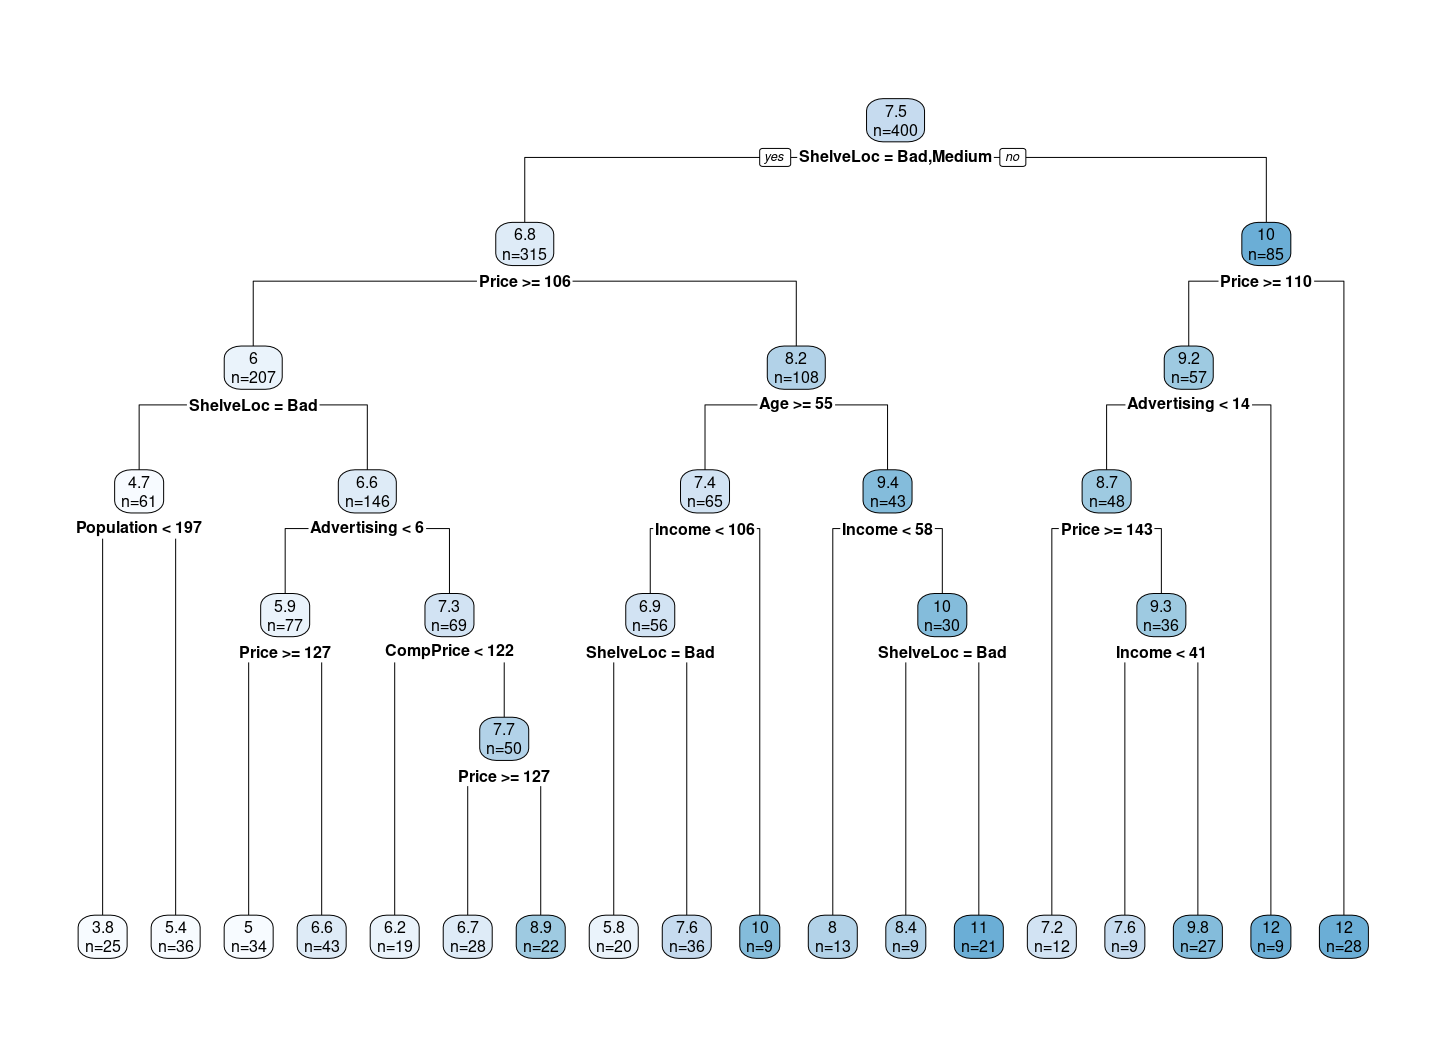 7.5
n=400
yes ShelveLoc = Bad,Medium no
6.8
n=315
10
n=85
Price >= 106
Price >= 110
6
n=207
8.2
n=108
9.2
n=57
ShelveLoc = Bad
Age >= 55
Advertising < 14
4.7
n=61
6.6
n=146
7.4
n=65
9.4
n=43
8.7
n=48
Population < 197
Advertising < 6
Income < 106
Income < 58
Price >= 143
5.9
n=77
7.3
n=69
6.9
n=56
10
n=30
9.3
n=36
Price >= 127
CompPrice < 122
ShelveLoc = Bad
ShelveLoc = Bad
Income < 41
7.7
n=50
Price >= 127
3.8
n=25
5.4
n=36
5
n=34
6.6
n=43
6.2
n=19
6.7
n=28
8.9
n=22
5.8
n=20
7.6
n=36
10
n=9
8
n=13
8.4
n=9
11
n=21
7.2
n=12
7.6
n=9
9.8
n=27
12
n=9
12
n=28